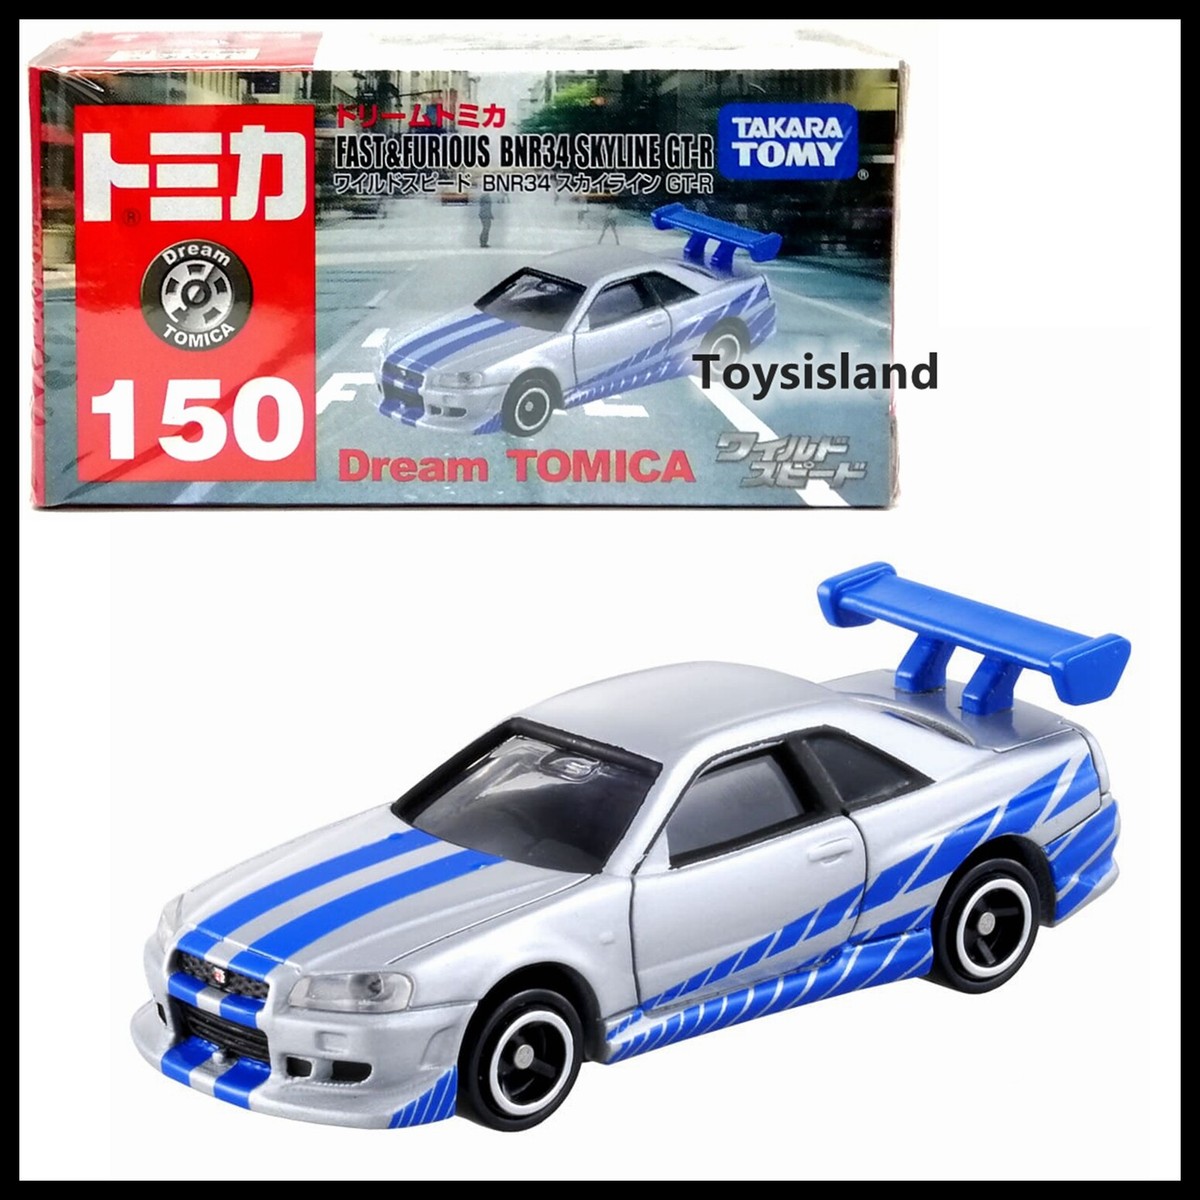 トミカ
®
Dream
TOMICA
150
ドリームトミカ
FAST&FURIOUS BNR34 SKYLINE GT-R
ワイルドスピード BNR34 スカイライン GT-R
TAKARA
TOMY
®
Toysisland
Dream TOMICA
ワイルド
スピード